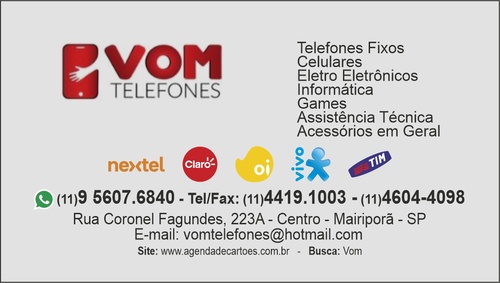 VOM
TELEFONES
Telefones Fixos
Celulares
Eletro Eletrônicos
Informática
Games
Assistência Técnica
Acessórios em Geral
nextel
Claro
oi
vivo
TIM
(11)9 5607.6840 - Tel/Fax: (11)4419.1003 - (11)4604-4098
Rua Coronel Fagundes, 223A - Centro - Mairiporã - SP
E-mail: vomtelefones@hotmail.com
Site: www.agendadecartoes.com.br - Busca: Vom